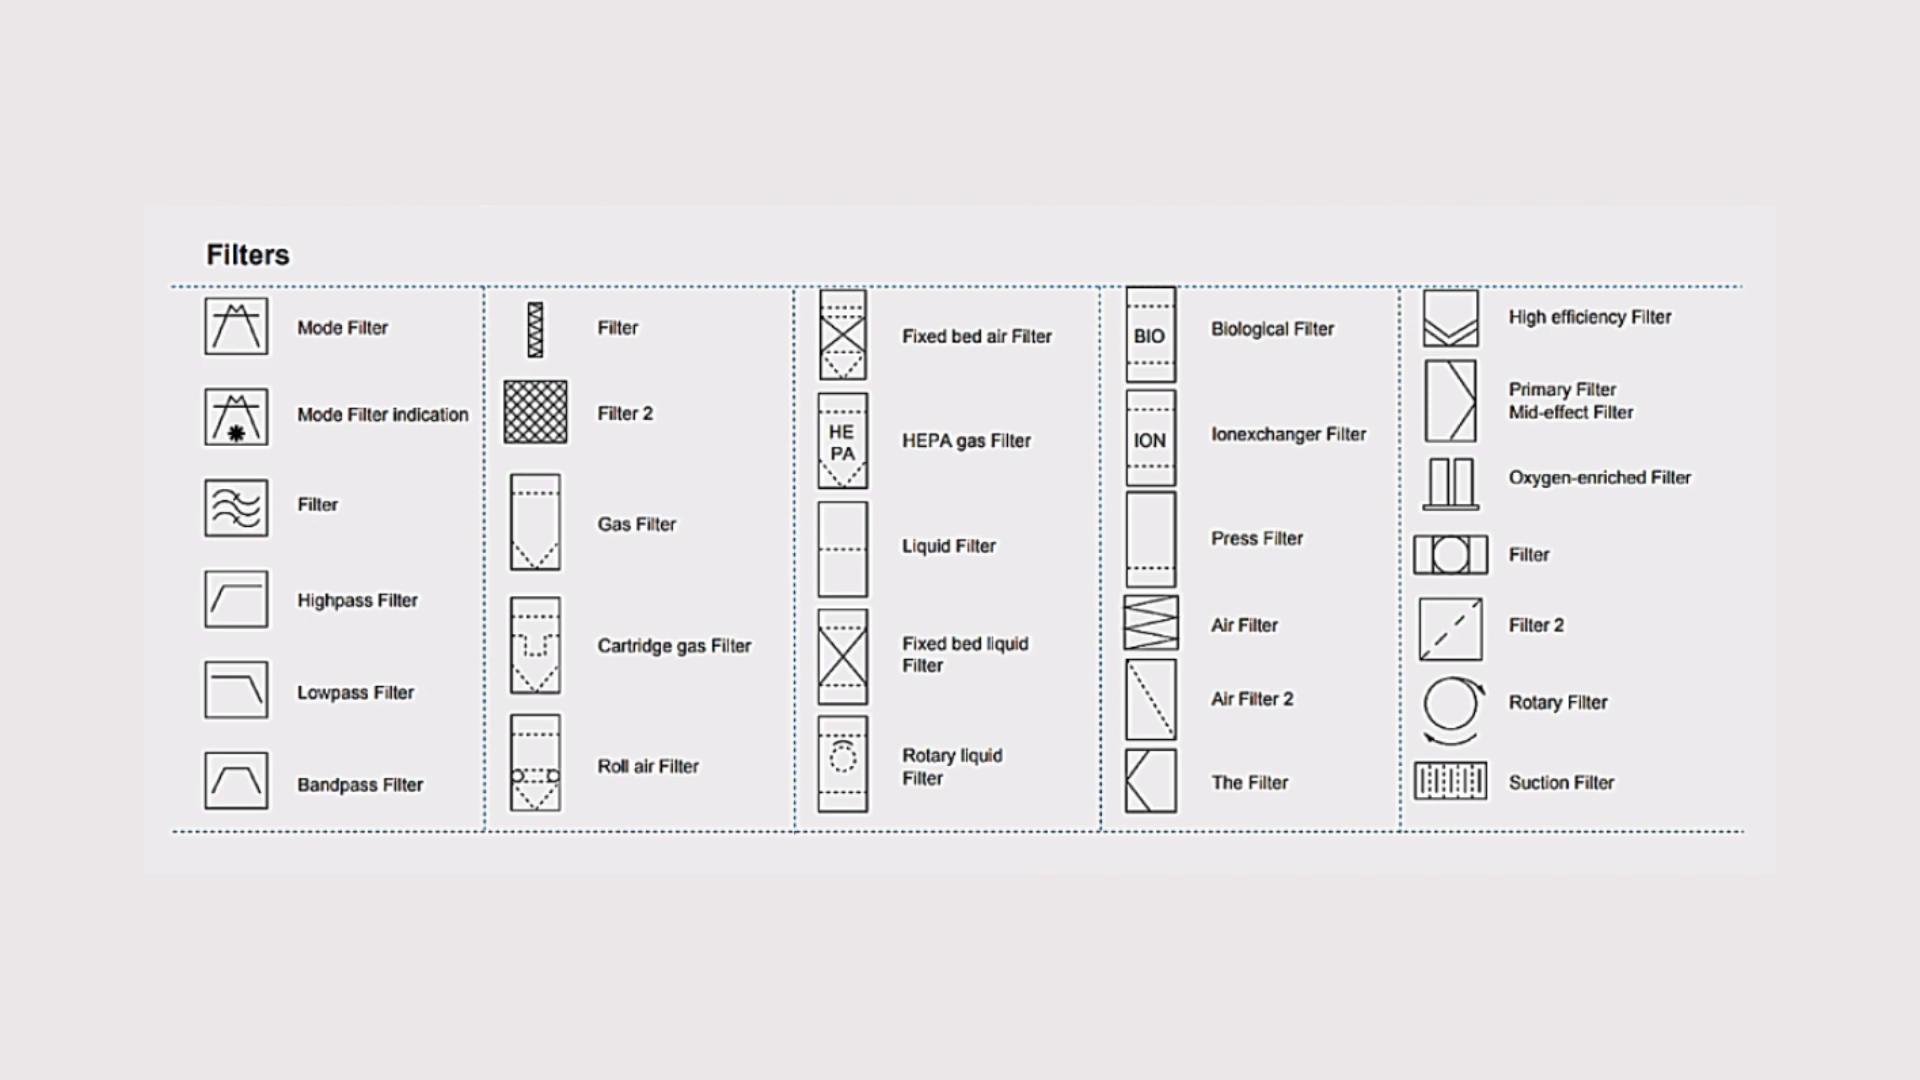 Filters
Mode Filter
Mode Filter indication
Filter
Highpass Filter
Lowpass Filter
Bandpass Filter
Filter
Filter 2
Gas Filter
Cartridge gas Filter
Roll air Filter
Fixed bed air Filter
HE
PA
HEPA gas Filter
Liquid Filter
Fixed bed liquid
Filter
Rotary liquid
Filter
BIO
Biological Filter
ION
Ionexchanger Filter
Press Filter
Air Filter
Air Filter 2
The Filter
High efficiency Filter
Primary Filter
Mid-effect Filter
Oxygen-enriched Filter
Filter
Filter 2
Rotary Filter
Suction Filter